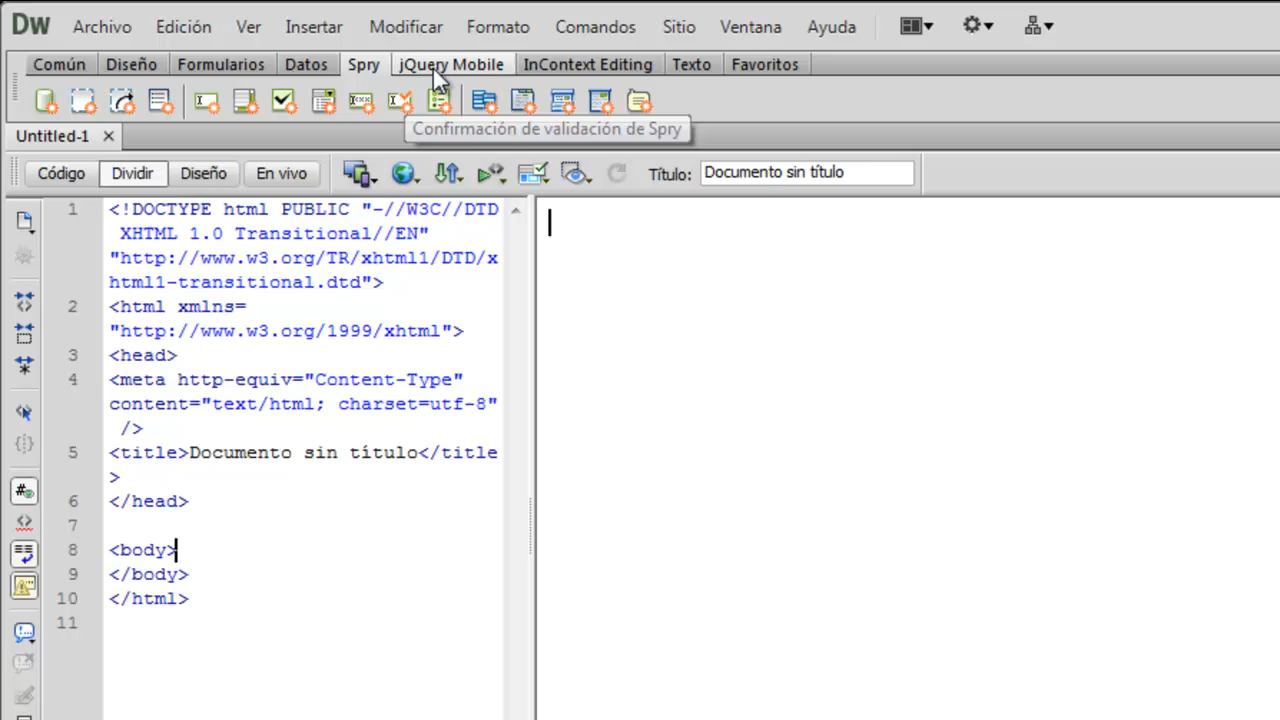 DW Archivo Edición Ver Insertar Modificar Formato Comandos Sitio Ventana Ayuda
Común Diseño Formularios Datos Spry jQuery Mobile InContext Editing Texto Favoritos
Confirmación de validación de Spry
Untitled-1 ×
Código Dividir Diseño En vivo Título: Documento sin título
1 <!DOCTYPE html PUBLIC "-//W3C//DTD
XHTML 1.0 Transitional//EN"
"http://www.w3.org/TR/xhtml1/DTD/x
html1-transitional.dtd">
2 <html xmlns=
"http://www.w3.org/1999/xhtml">
3 <head>
4 <meta http-equiv="Content-Type"
content="text/html; charset=utf-8"
/>
5 <title>Documento sin título</title
>
6 </head>
7
8 <body>
9 </body>
10 </html>
11